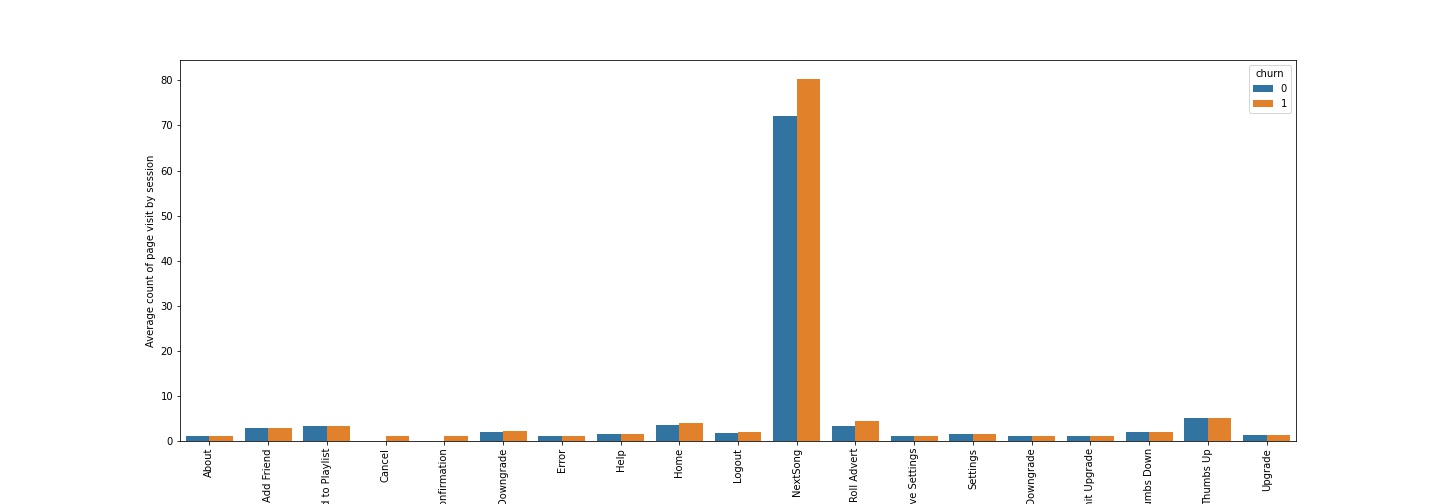 churn
0
1
80
70
60
50
40
30
20
10
0
Average count of page visit by session
About
Add Friend
d to Playlist
Cancel
onfirmation
Downgrade
Error
Help
Home
Logout
NextSong
Roll Advert
ve Settings
Settings
Downgrade
it Upgrade
mbs Down
Thumbs Up
Upgrade